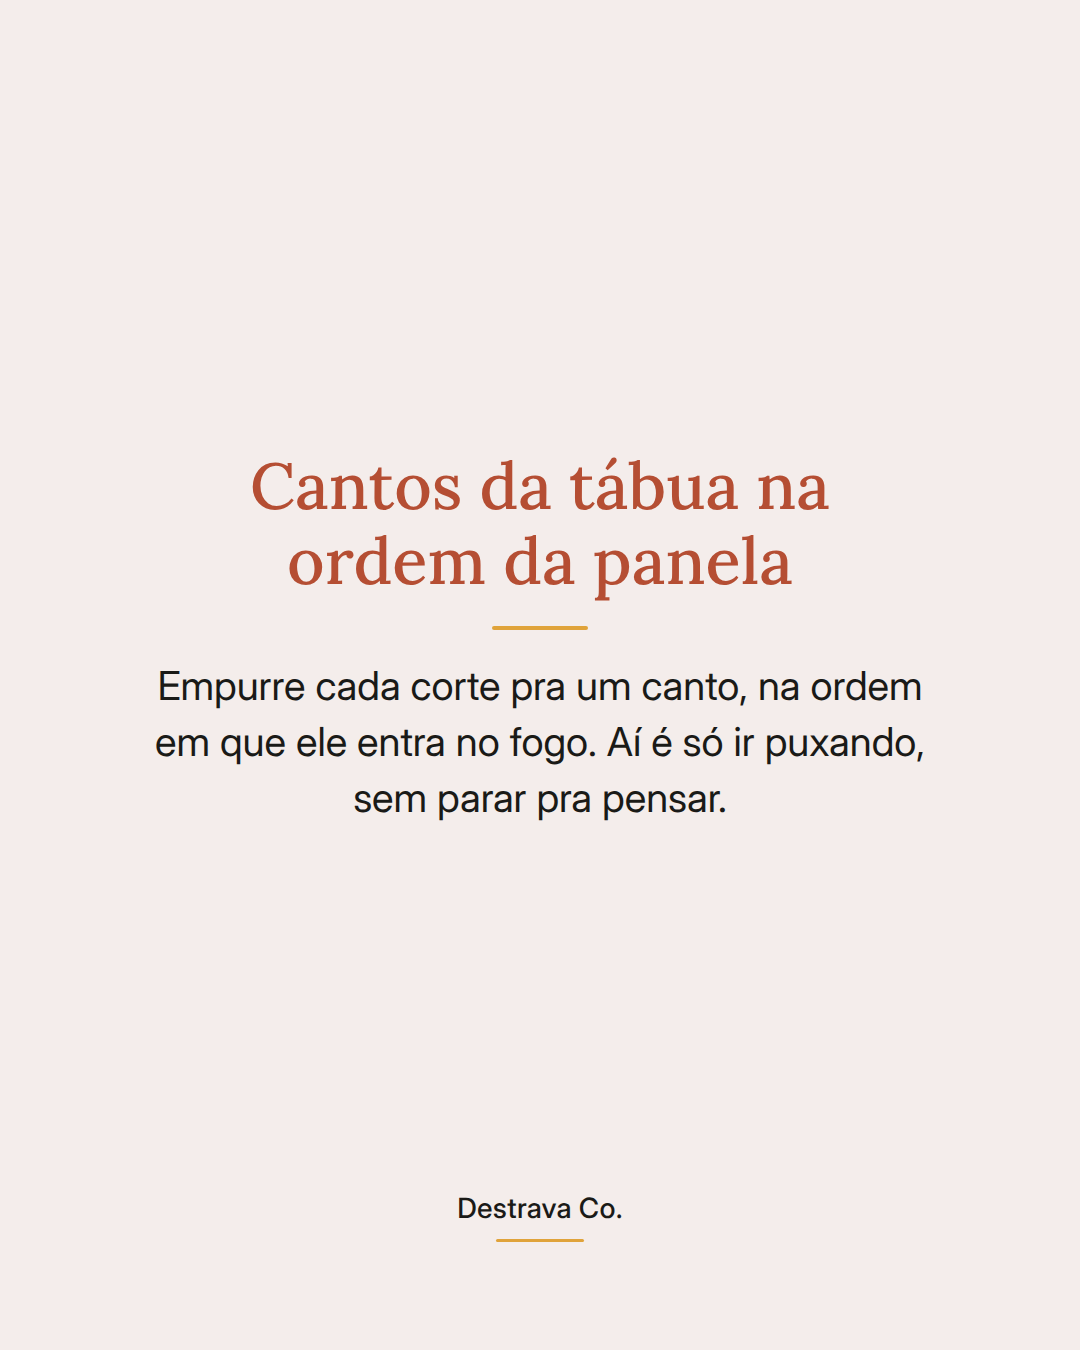 Cantos da tábua na
ordem da panela
Empurre cada corte pra um canto, na ordem
em que ele entra no fogo. Aí é só ir puxando,
sem parar pra pensar.
Destrava Co.